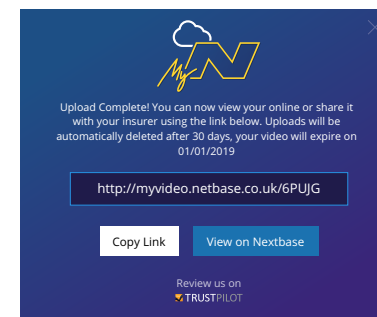 My N
Upload Complete! You can now view your online or share it
with your insurer using the link below. Uploads will be
automatically deleted after 30 days, your video will expire on
01/01/2019
http://myvideo.netbase.co.uk/6PUJG
Copy Link
View on Nextbase
Review us on
TRUSTPILOT